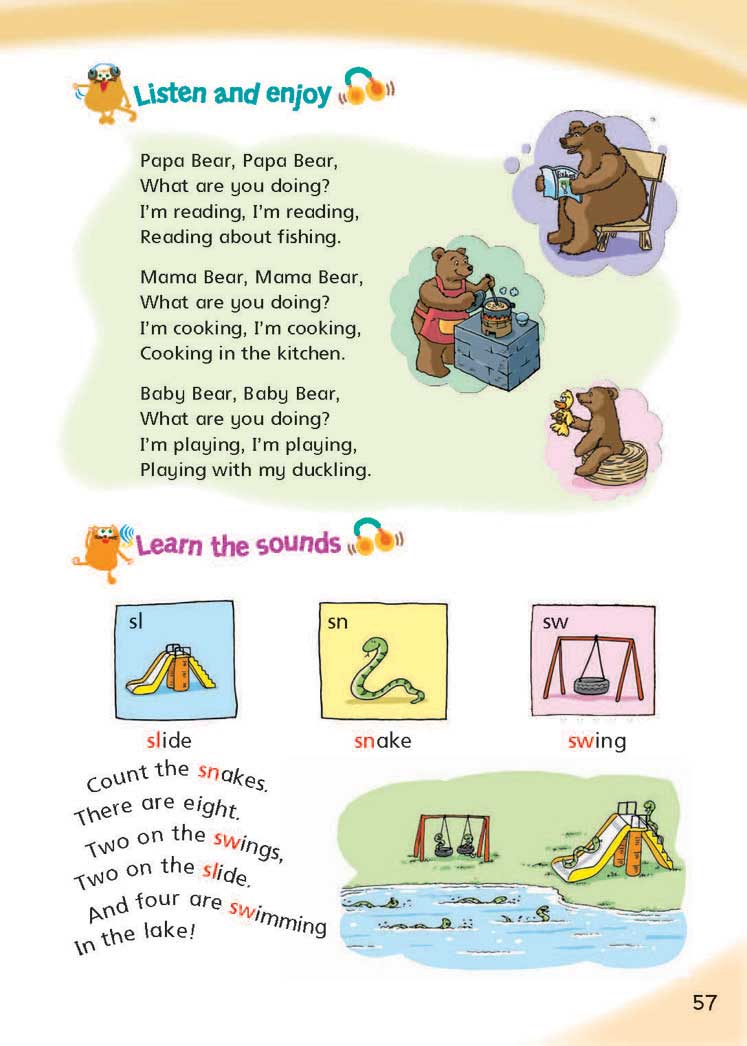 Listen and enjoy
Papa Bear, Papa Bear,
What are you doing?
I'm reading, I'm reading,
Reading about fishing.
Mama Bear, Mama Bear,
What are you doing?
I'm cooking, I'm cooking,
Cooking in the kitchen.
Baby Bear, Baby Bear,
What are you doing?
I'm playing, I'm playing,
Playing with my duckling.
Learn the sounds
sl
sn
sw
slide
snake
swing
Count the snakes.
There are eight.
Two on the swings,
Two on the slide.
And four are swimming
In the lake!
57